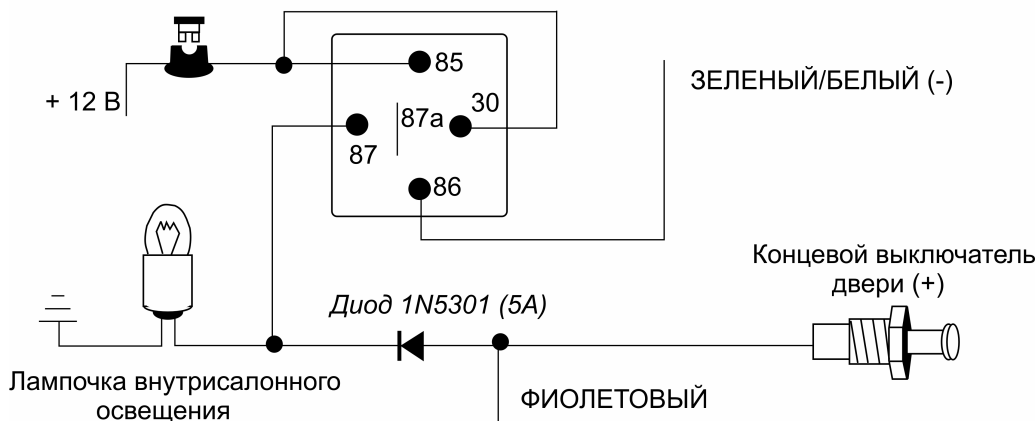 + 12 В
85
30
87а
87
86
ЗЕЛЕНЫЙ/БЕЛЫЙ (-)
Концевой выключатель
двери (+)
Диод 1N5301 (5А)
Лампочка внутрисалонного
освещения
ФИОЛЕТОВЫЙ